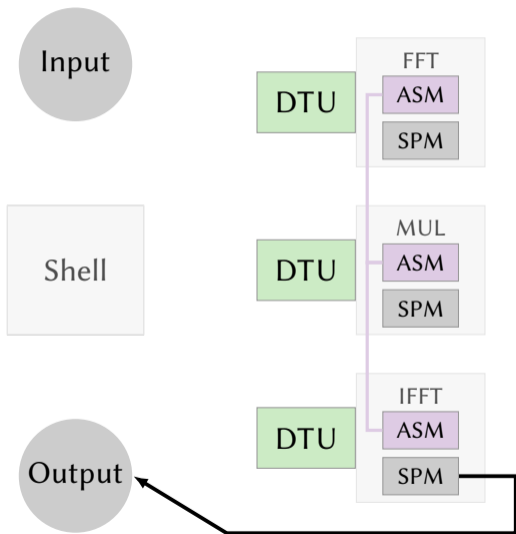 Input
FFT
DTU
ASM
SPM
Shell
MUL
DTU
ASM
SPM
IFFT
DTU
ASM
Output
SPM